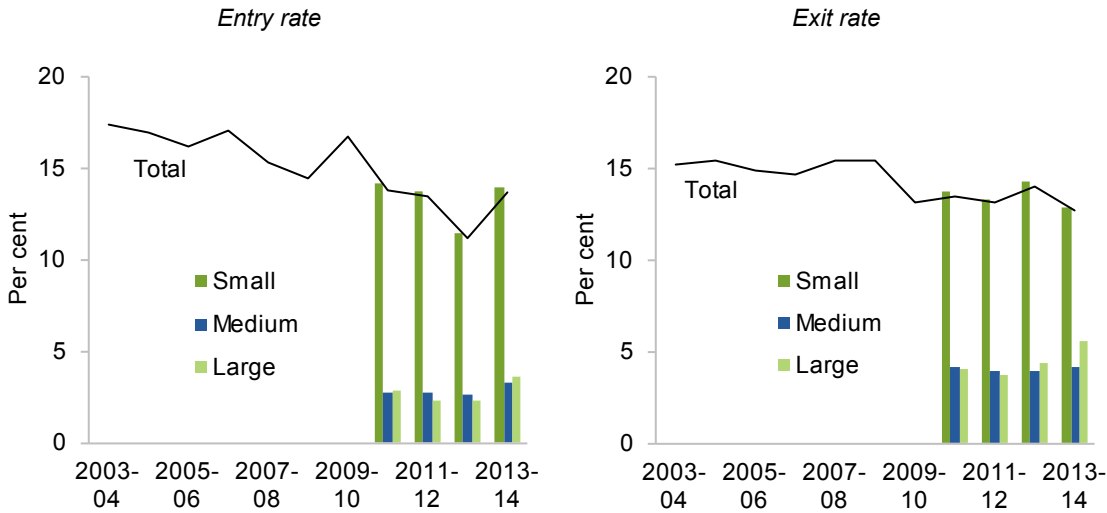 Entry rate
Per cent
20
15
10
5
0
Total
Small
Medium
Large
2003-04
2005-06
2007-08
2009-10
2011-12
2013-14
Exit rate
Per cent
20
15
10
5
0
Total
Small
Medium
Large
2003-04
2005-06
2007-08
2009-10
2011-12
2013-14